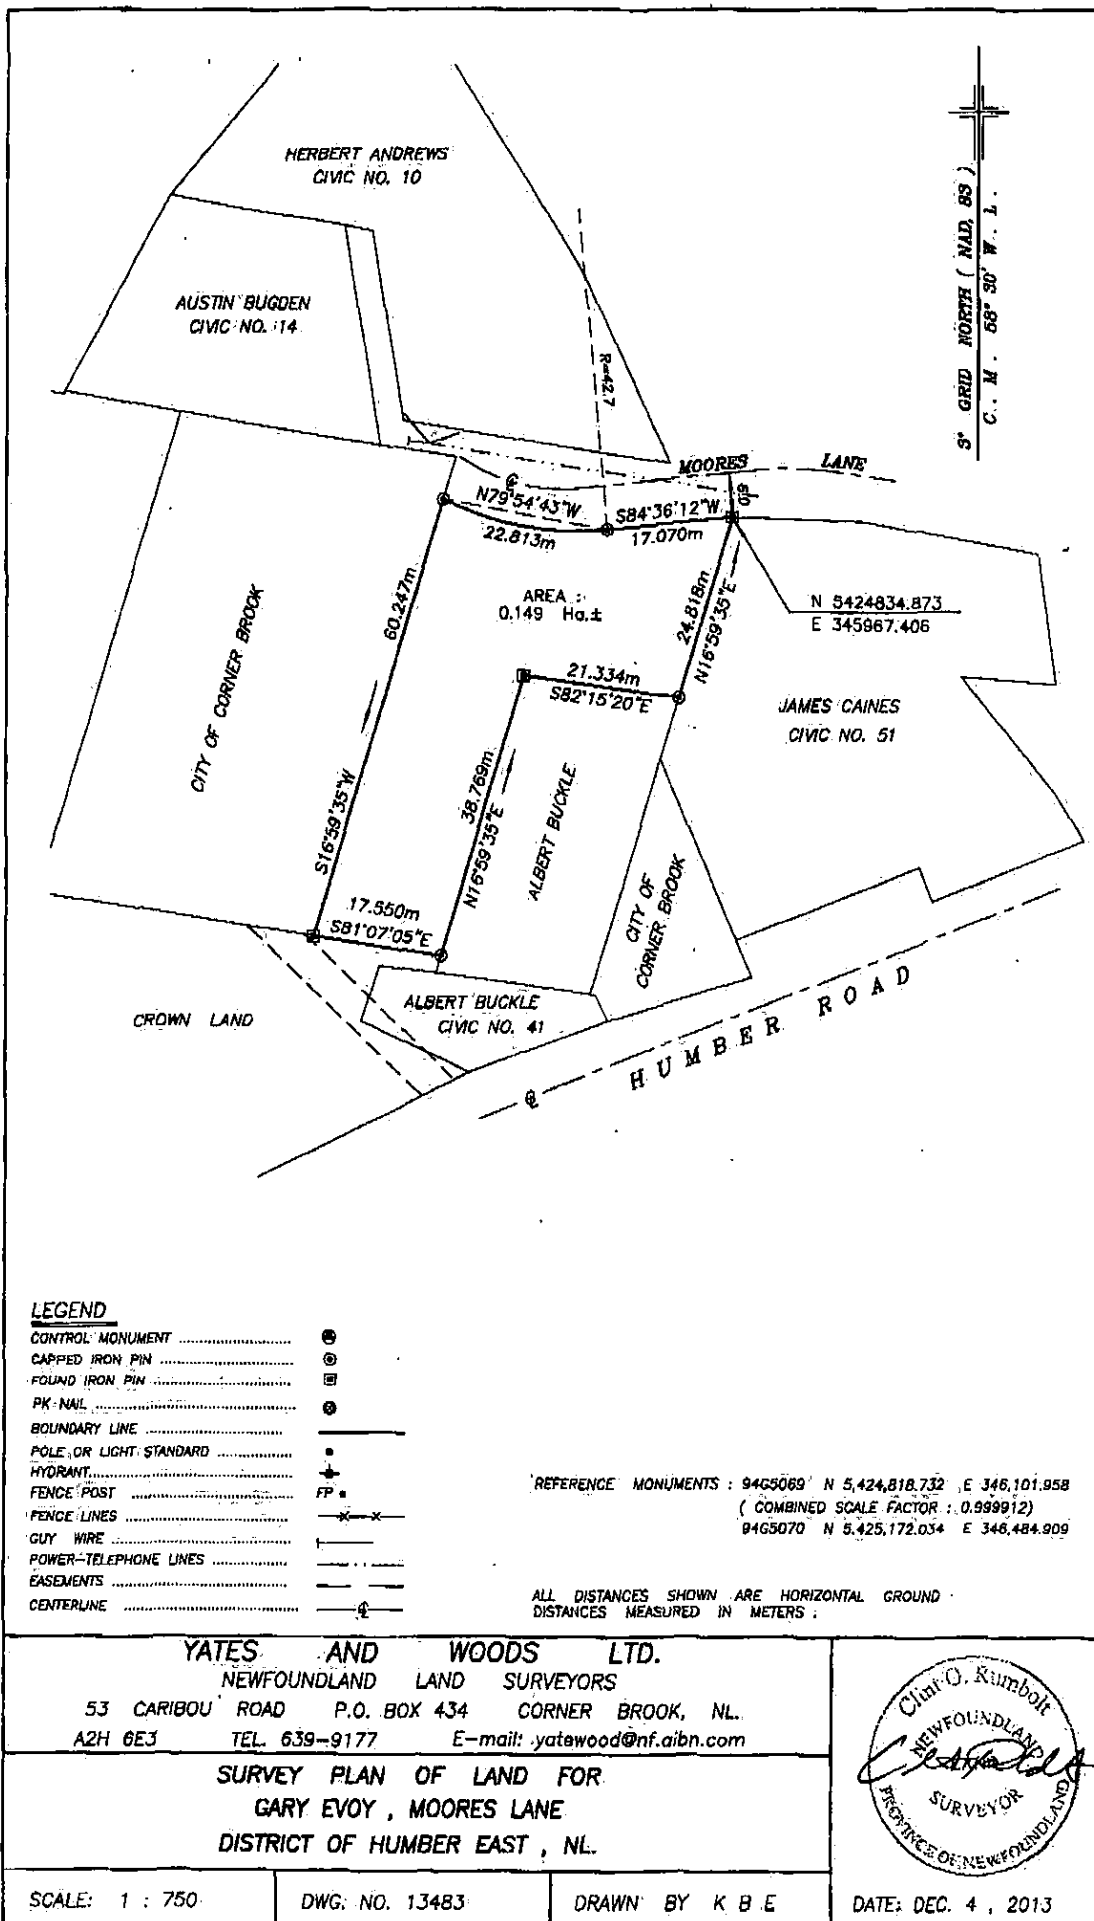 HERBERT ANDREWS
CIVIC NO. 10
AUSTIN BUGDEN
CIVIC NO. 14
3° GRID NORTH ( NAD, 83 )
C. M. 58° 30' W. L.
R=42.7
MOORES LANE
N79°54'43"W
22.813m
S84°36'12"W
17.070m
60.247m
S16°59'35"W
AREA :
0.149 Ha.±
24.818m
N16°59'35"E
N 5424834.873
E 345967.406
21.334m
S82°15'20"E
CITY OF CORNER BROOK
JAMES CAINES
CIVIC NO. 51
38.769m
N16°59'35"E
ALBERT BUCKLE
CITY OF
CORNER BROOK
17.550m
S81°07'05"E
CROWN LAND
ALBERT BUCKLE
CIVIC NO. 41
HUMBER ROAD
LEGEND
CONTROL MONUMENT
CAPPED IRON PIN
FOUND IRON PIN
PK NAIL
BOUNDARY LINE
POLE OR LIGHT STANDARD
HYDRANT
FENCE POST FP
FENCE LINES
GUY WIRE
POWER-TELEPHONE LINES
EASEMENTS
CENTERLINE
REFERENCE MONUMENTS : 94G5069 N 5,424,818.732 E 346,101.958
( COMBINED SCALE FACTOR : 0.999912)
94G5070 N 5,425,172.034 E 346,484.909
ALL DISTANCES SHOWN ARE HORIZONTAL GROUND
DISTANCES MEASURED IN METERS :
YATES AND WOODS LTD.
NEWFOUNDLAND LAND SURVEYORS
53 CARIBOU ROAD P.O. BOX 434 CORNER BROOK, NL.
A2H 6E3 TEL. 639-9177 E-mail: yatewood@nf.aibn.com
SURVEY PLAN OF LAND FOR
GARY EVOY , MOORES LANE
DISTRICT OF HUMBER EAST , NL.
SCALE: 1 : 750
DWG. NO. 13483
DRAWN BY K B E
Clint O. Rumbolt
NEWFOUNDLAND
SURVEYOR
PROVINCE OF NEWFOUNDLAND
DATE: DEC. 4 , 2013